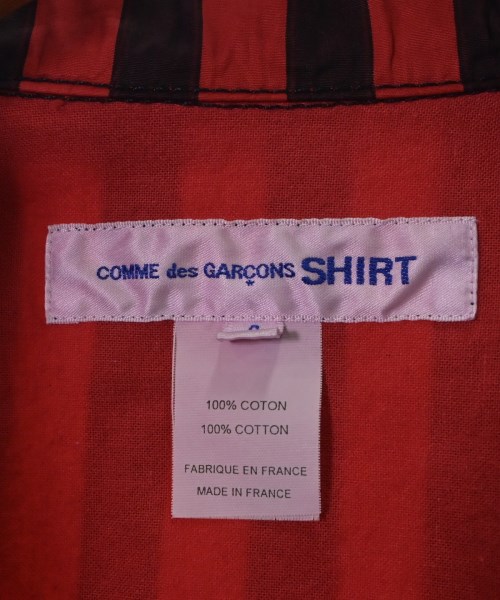 COMME des GARÇONS SHIRT
100% COTON
100% COTTON
FABRIQUE EN FRANCE
MADE IN FRANCE